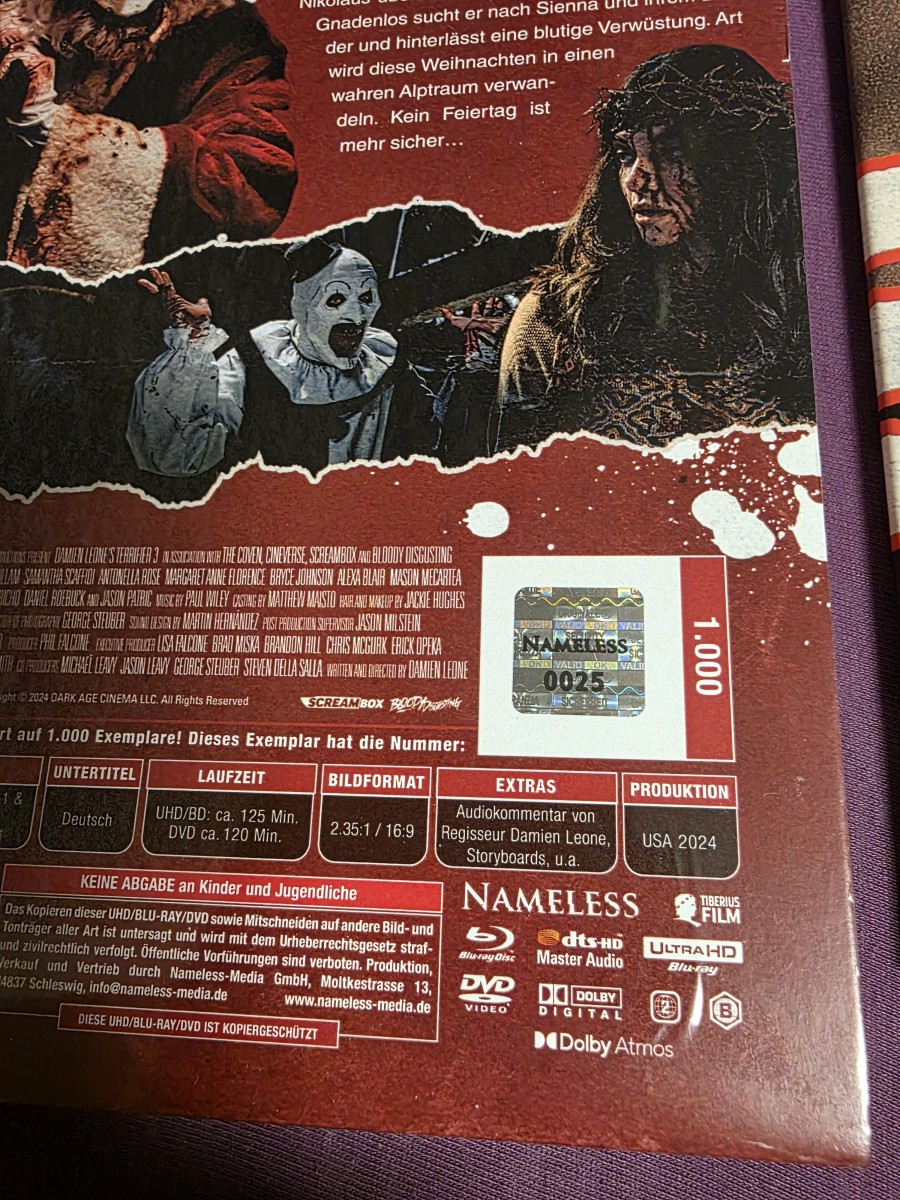 Gnadenlos sucht er nach Sienna und ihrem
der und hinterlässt eine blutige Verwüstung. Art
wird diese Weihnachten in einen
wahren Alptraum verwan-
deln. Kein Feiertag ist
mehr sicher...
PRESENT DAMIEN LEONE'S TERRIFIER 3 IN ASSOCIATION WITH THE COVEN, CINEVERSE, SCREAMBOX AND BLOODY DISGUSTING
SAMANTHA SCAFFIDI ANTONELLA ROSE MARGARET ANNE FLORENCE BRYCE JOHNSON ALEXA BLAIR MASON MECARTEA
DANIEL ROEBUCK AND JASON PATRIC MUSIC BY PAUL WILEY CASTING BY MATTHEW MAISTO HAIR AND MAKEUP BY JACKIE HUGHES
GEORGE STEUBER SOUND DESIGN BY MARTIN HERNÁNDEZ POST PRODUCTION SUPERVISOR JASON MILSTEIN
PRODUCER PHIL FALCONE EXECUTIVE PRODUCER LISA FALCONE BRAD MISKA BRANDON HILL CHRIS MCGURK ERICK OPEKA
CO-PRODUCERS MICHAEL LEAVY JASON LEAVY GEORGE STEUBER STEVEN DELLA SALLA WRITTEN AND DIRECTED BY DAMIEN LEONE
© 2024 DARK AGE CINEMA LLC. All Rights Reserved
SCREAMBOX BLOODY DISGUSTING
NAMELESS
VOID VALID VOID VALID
0025
1.000
rt auf 1.000 Exemplare! Dieses Exemplar hat die Nummer:
UNTERTITEL
Deutsch
LAUFZEIT
UHD/BD: ca. 125 Min.
DVD ca. 120 Min.
BILDFORMAT
2.35:1 / 16:9
EXTRAS
Audiokommentar von
Regisseur Damien Leone,
Storyboards, u.a.
PRODUKTION
USA 2024
KEINE ABGABE an Kinder und Jugendliche
Das Kopieren dieser UHD/BLU-RAY/DVD sowie Mitschneiden auf andere Bild- und
Tonträger aller Art ist untersagt und wird mit dem Urheberrechtsgesetz straf-
und zivilrechtlich verfolgt. Öffentliche Vorführungen sind verboten. Produktion,
Verkauf und Vertrieb durch Nameless-Media GmbH, Moltkestrasse 13,
24837 Schleswig, info@nameless-media.de www.nameless-media.de
DIESE UHD/BLU-RAY/DVD IST KOPIERGESCHÜTZT
NAMELESS
TIBERIUS
FILM
Blu-ray Disc
dts-HD
Master Audio
ULTRA HD
Blu-ray
DVD
VIDEO
DOLBY
DIGITAL
2
B
Dolby Atmos